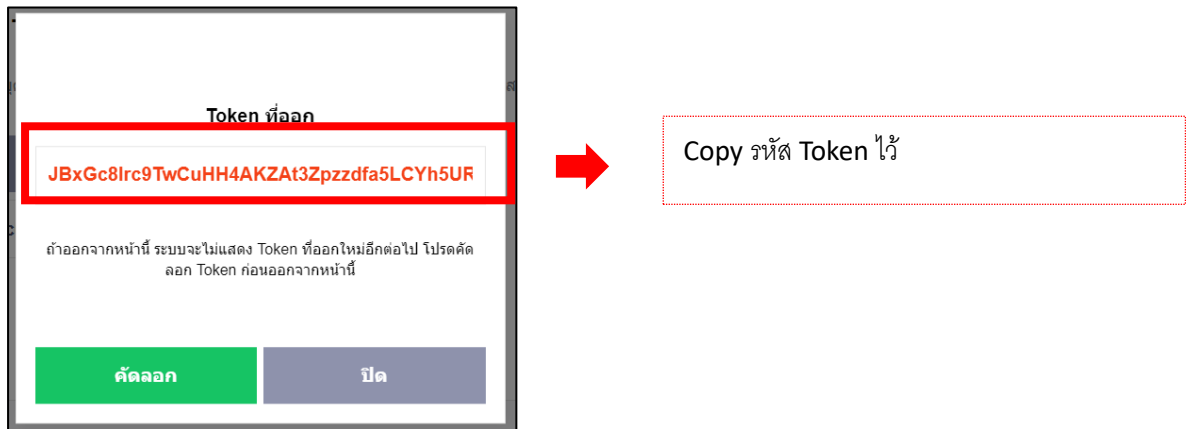 Token ที่ออก
JBxGc8Irc9TwCuHH4AKZAt3Zpzzdfa5LCYh5UR
ถ้าออกจากหน้านี้ ระบบจะไม่แสดง Token ที่ออกใหม่อีกต่อไป โปรดคัด
ลอก Token ก่อนออกจากหน้านี้
คัดลอก
ปิด
Copy รหัส Token ไว้